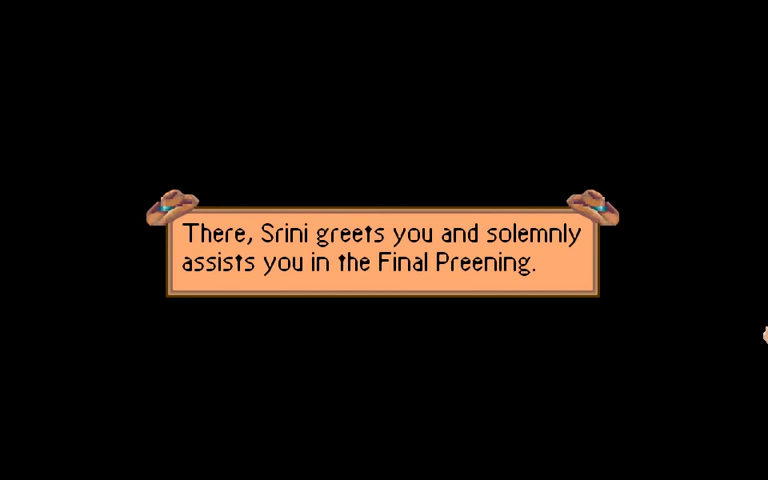 There, Srini greets you and solemnly
assists you in the Final Preening.